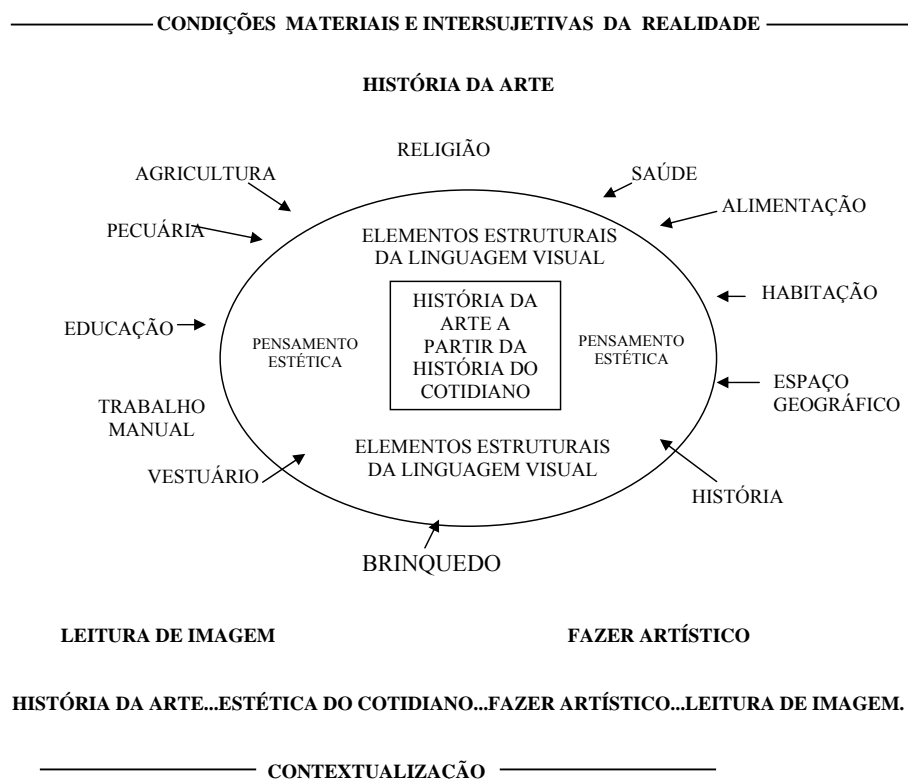 CONDIÇÕES MATERIAIS E INTERSUJETIVAS DA REALIDADE
HISTÓRIA DA ARTE
RELIGIÃO
AGRICULTURA
SAÚDE
ALIMENTAÇÃO
PECUÁRIA
ELEMENTOS ESTRUTURAIS
DA LINGUAGEM VISUAL
HABITAÇÃO
EDUCAÇÃO
PENSAMENTO
ESTÉTICA
HISTÓRIA DA
ARTE A
PARTIR DA
HISTÓRIA DO
COTIDIANO
PENSAMENTO
ESTÉTICA
ESPAÇO
GEOGRÁFICO
TRABALHO
MANUAL
ELEMENTOS ESTRUTURAIS
DA LINGUAGEM VISUAL
VESTUÁRIO
HISTÓRIA
BRINQUEDO
LEITURA DE IMAGEM
FAZER ARTÍSTICO
HISTÓRIA DA ARTE...ESTÉTICA DO COTIDIANO...FAZER ARTÍSTICO...LEITURA DE IMAGEM.
CONTEXTUALIZAÇÃO